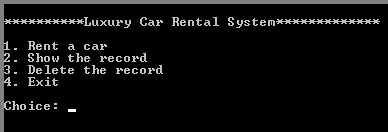 **********Luxury Car Rental System*************
1. Rent a car
2. Show the record
3. Delete the record
4. Exit
Choice: _